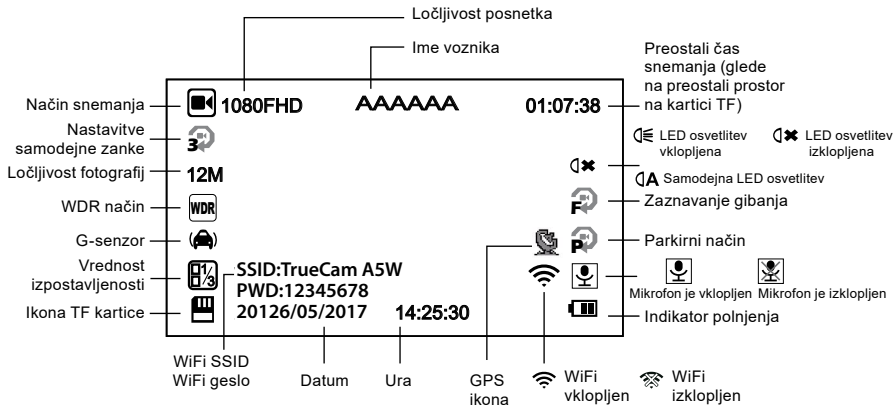 Ločljivost posnetka
Ime voznika
Preostali čas
snemanja (glede
na preostali prostor
na kartici TF)
Način snemanja
1080FHD
AAAAAA
01:07:38
Nastavitve
samodejne zanke
3
LED osvetlitev
vklopljena
LED osvetlitev
izklopljena
Ločljivost fotografij
12M
A Samodejna LED osvetlitev
WDR način
WDR
F
Zaznavanje gibanja
G-senzor
P
Parkirni način
Vrednost
izpostavljenosti
1/3
SSID:TrueCam A5W
PWD:12345678
Mikrofon je vklopljen
Mikrofon je izklopljen
Ikona TF kartice
20126/05/2017
14:25:30
Indikator polnjenja
WiFi SSID
WiFi geslo
Datum
Ura
GPS
ikona
WiFi
vklopljen
WiFi
izklopljen